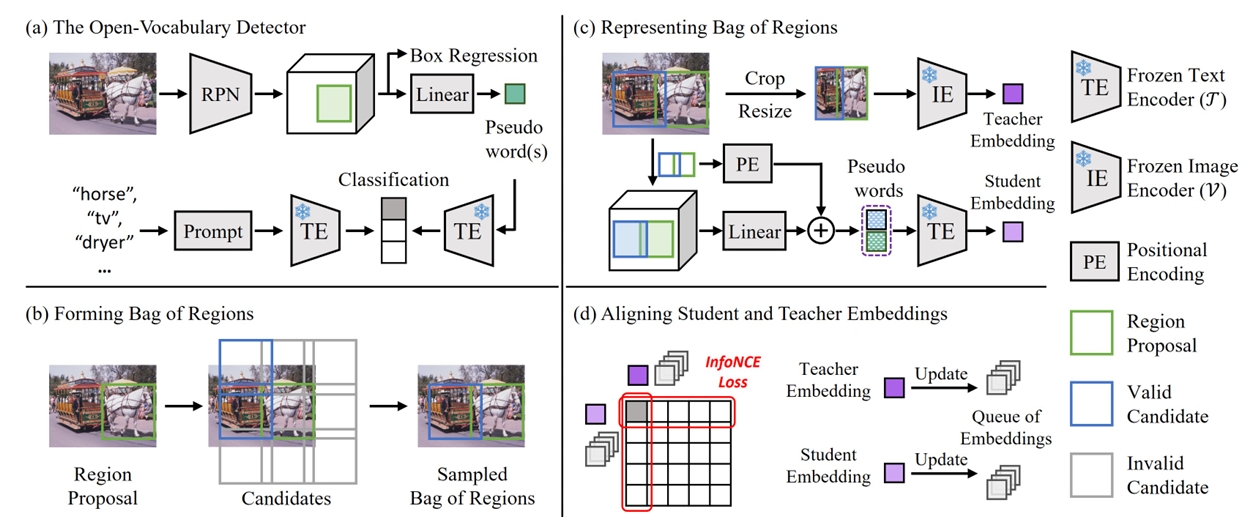 (a) The Open-Vocabulary Detector
RPN
Box Regression
Linear
Pseudo
word(s)
Classification
“horse”,
“tv”,
“dryer”
...
Prompt
TE
TE
(b) Forming Bag of Regions
Region
Proposal
Candidates
Sampled
Bag of Regions
(c) Representing Bag of Regions
Crop
Resize
IE
Teacher
Embedding
PE
Pseudo
words
Linear
TE
Student
Embedding
(d) Aligning Student and Teacher Embeddings
InfoNCE
Loss
Teacher
Embedding
Update
Queue of
Embeddings
Student
Embedding
Update
TE
Frozen Text
Encoder (𝒯)
IE
Frozen Image
Encoder (𝒱)
PE
Positional
Encoding
Region
Proposal
Valid
Candidate
Invalid
Candidate